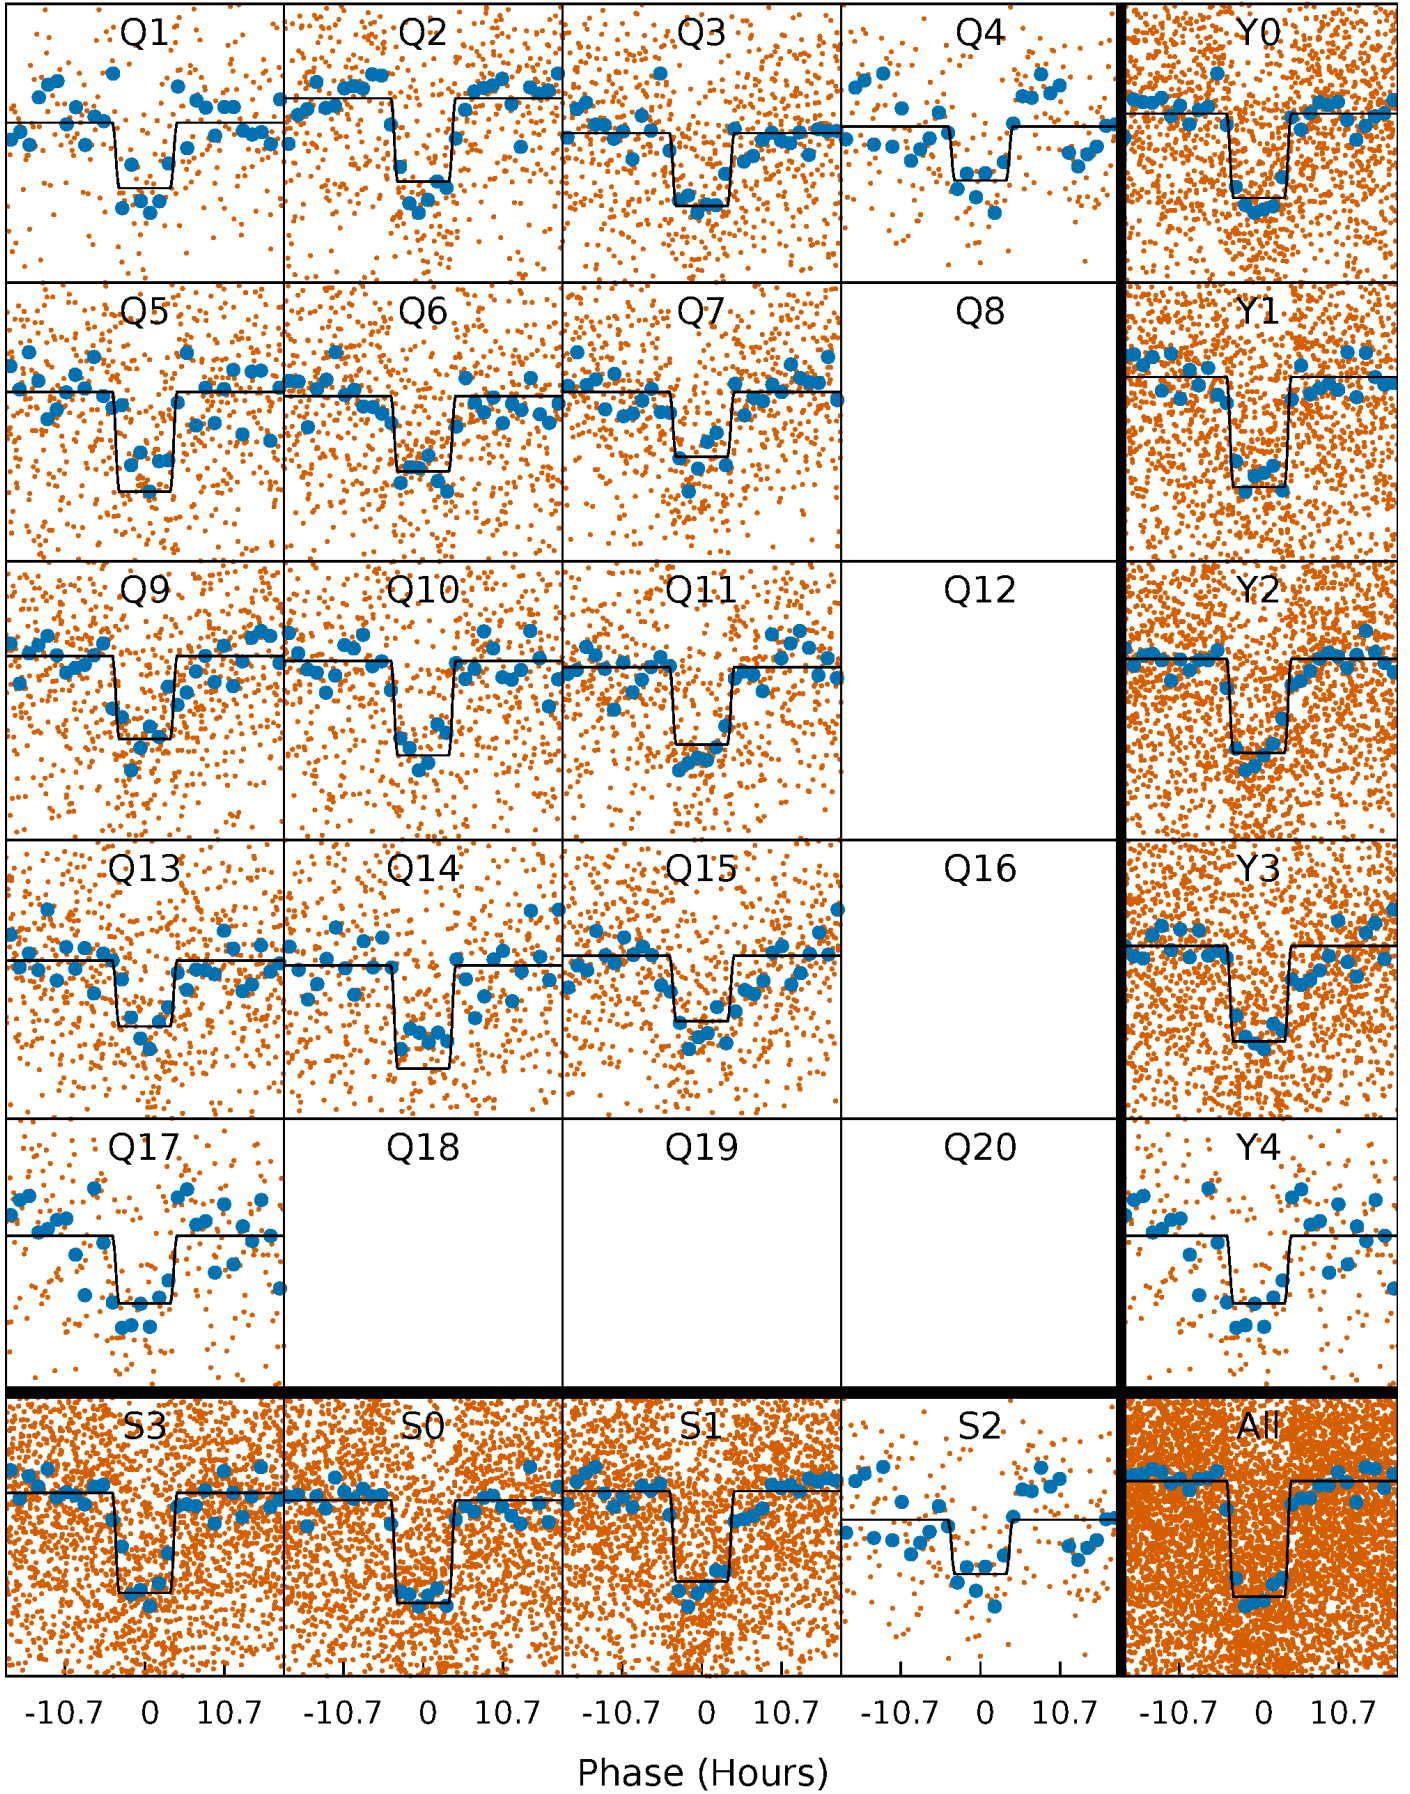 Q1 Q2 Q3 Q4 Y0
Q5 Q6 Q7 Q8 Y1
Q9 Q10 Q11 Q12 Y2
Q13 Q14 Q15 Q16 Y3
Q17 Q18 Q19 Q20 Y4
S3 S0 S1 S2 All
-10.7 0 10.7 -10.7 0 10.7 -10.7 0 10.7 -10.7 0 10.7 -10.7 0 10.7
Phase (Hours)